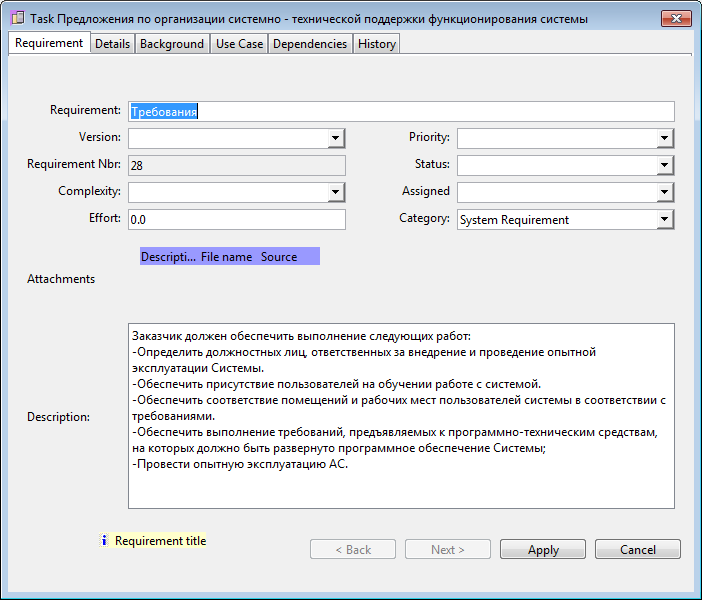 Task Предложения по организации системно - технической поддержки функционирования системы
Requirement Details Background Use Case Dependencies History
Requirement: Требования
Version: Priority:
Requirement Nbr: 28 Status:
Complexity: Assigned
Effort: 0.0 Category: System Requirement
Descripti... File name Source
Attachments
Description:
Заказчик должен обеспечить выполнение следующих работ:
-Определить должностных лиц, ответственных за внедрение и проведение опытной
эксплуатации Системы.
-Обеспечить присутствие пользователей на обучении работе с системой.
-Обеспечить соответствие помещений и рабочих мест пользователей системы в соответствии с
требованиями.
-Обеспечить выполнение требований, предъявляемых к программно-техническим средствам,
на которых должно быть развернуто программное обеспечение Системы;
-Провести опытную эксплуатацию АС.
i Requirement title
< Back Next > Apply Cancel